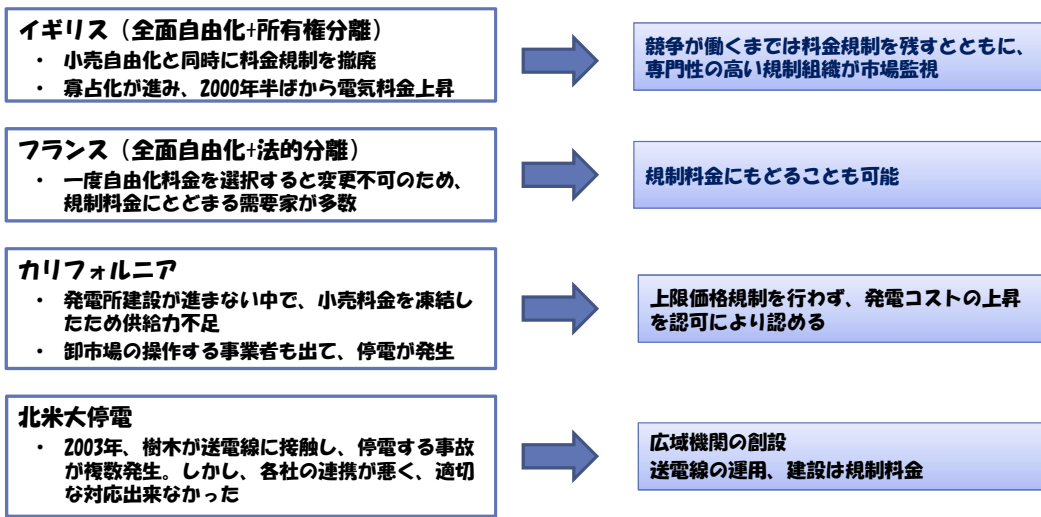 イギリス（全面自由化+所有権分離）
・ 小売自由化と同時に料金規制を撤廃
・ 寡占化が進み、2000年半ばから電気料金上昇
競争が働くまでは料金規制を残すとともに、
専門性の高い規制組織が市場監視
フランス（全面自由化+法的分離）
・ 一度自由化料金を選択すると変更不可のため、
規制料金にとどまる需要家が多数
規制料金にもどることも可能
カリフォルニア
・ 発電所建設が進まない中で、小売料金を凍結し
たため供給力不足
・ 卸市場の操作する事業者も出て、停電が発生
上限価格規制を行わず、発電コストの上昇
を認可により認める
北米大停電
・ 2003年、樹木が送電線に接触し、停電する事故
が複数発生。しかし、各社の連携が悪く、適切
な対応出来なかった
広域機関の創設
送電線の運用、建設は規制料金